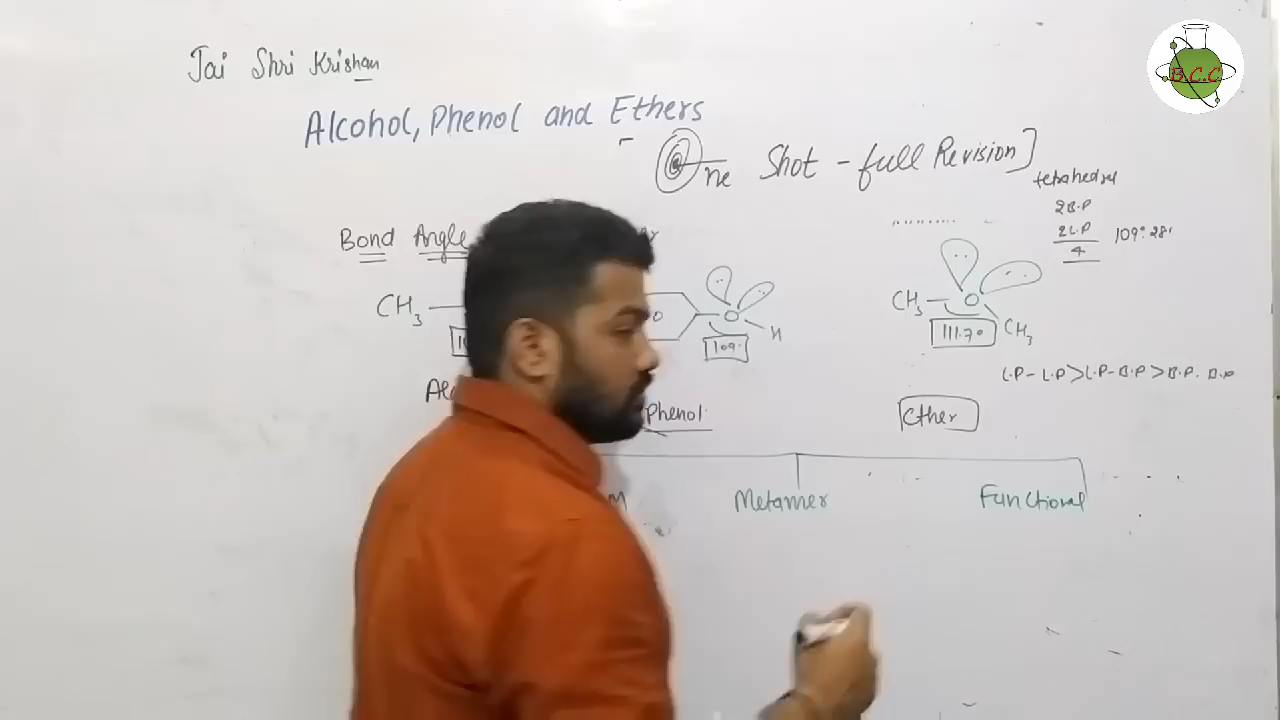 Jai Shri Krishan
B.C.C
Alcohol, Phenol and Ethers
One Shot - full Revision]
tetrahedral
2B.P
2L.P
4
109°.28'
Bond Angle
CH3
O
H
109°
CH3 - O
CH3
111.7°
L.P - L.P > L.P - B.P > B.P. B.P
Phenol
Ether
Metamer
Functional